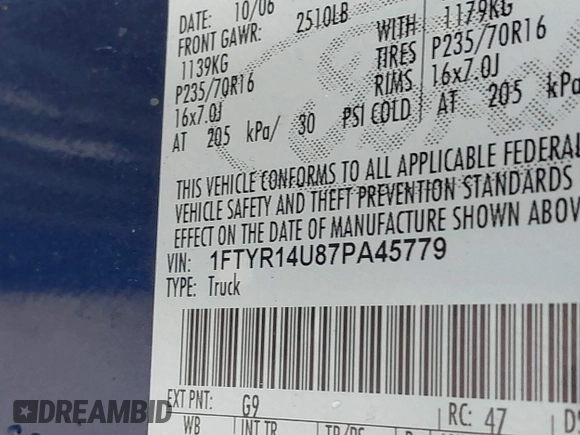 DATE: 10/06
FRONT GAWR: 2510LB
1139KG WITH 1179KG
P235/70R16 TIRES P235/70R16
16x7.0J RIMS 16x7.0J
AT 205 kPa/ 30 PSI COLD AT 205 kPa
THIS VEHICLE CONFORMS TO ALL APPLICABLE FEDERAL
VEHICLE SAFETY AND THEFT PREVENTION STANDARDS
EFFECT ON THE DATE OF MANUFACTURE SHOWN ABOV
VIN: 1FTYR14U87PA45779
TYPE: Truck
EXT PNT: G9 RC: 47
WB INT TR TR/PS
DREAMBID